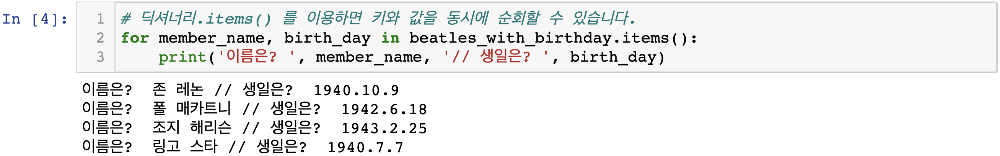 In [4]:
1 # 딕셔너리.items() 를 이용하면 키와 값을 동시에 순회할 수 있습니다.
2 for member_name, birth_day in beatles_with_birthday.items():
3     print('이름은? ', member_name, '// 생일은? ', birth_day)
이름은?  존 레논 // 생일은?  1940.10.9
이름은?  폴 매카트니 // 생일은?  1942.6.18
이름은?  조지 해리슨 // 생일은?  1943.2.25
이름은?  링고 스타 // 생일은?  1940.7.7